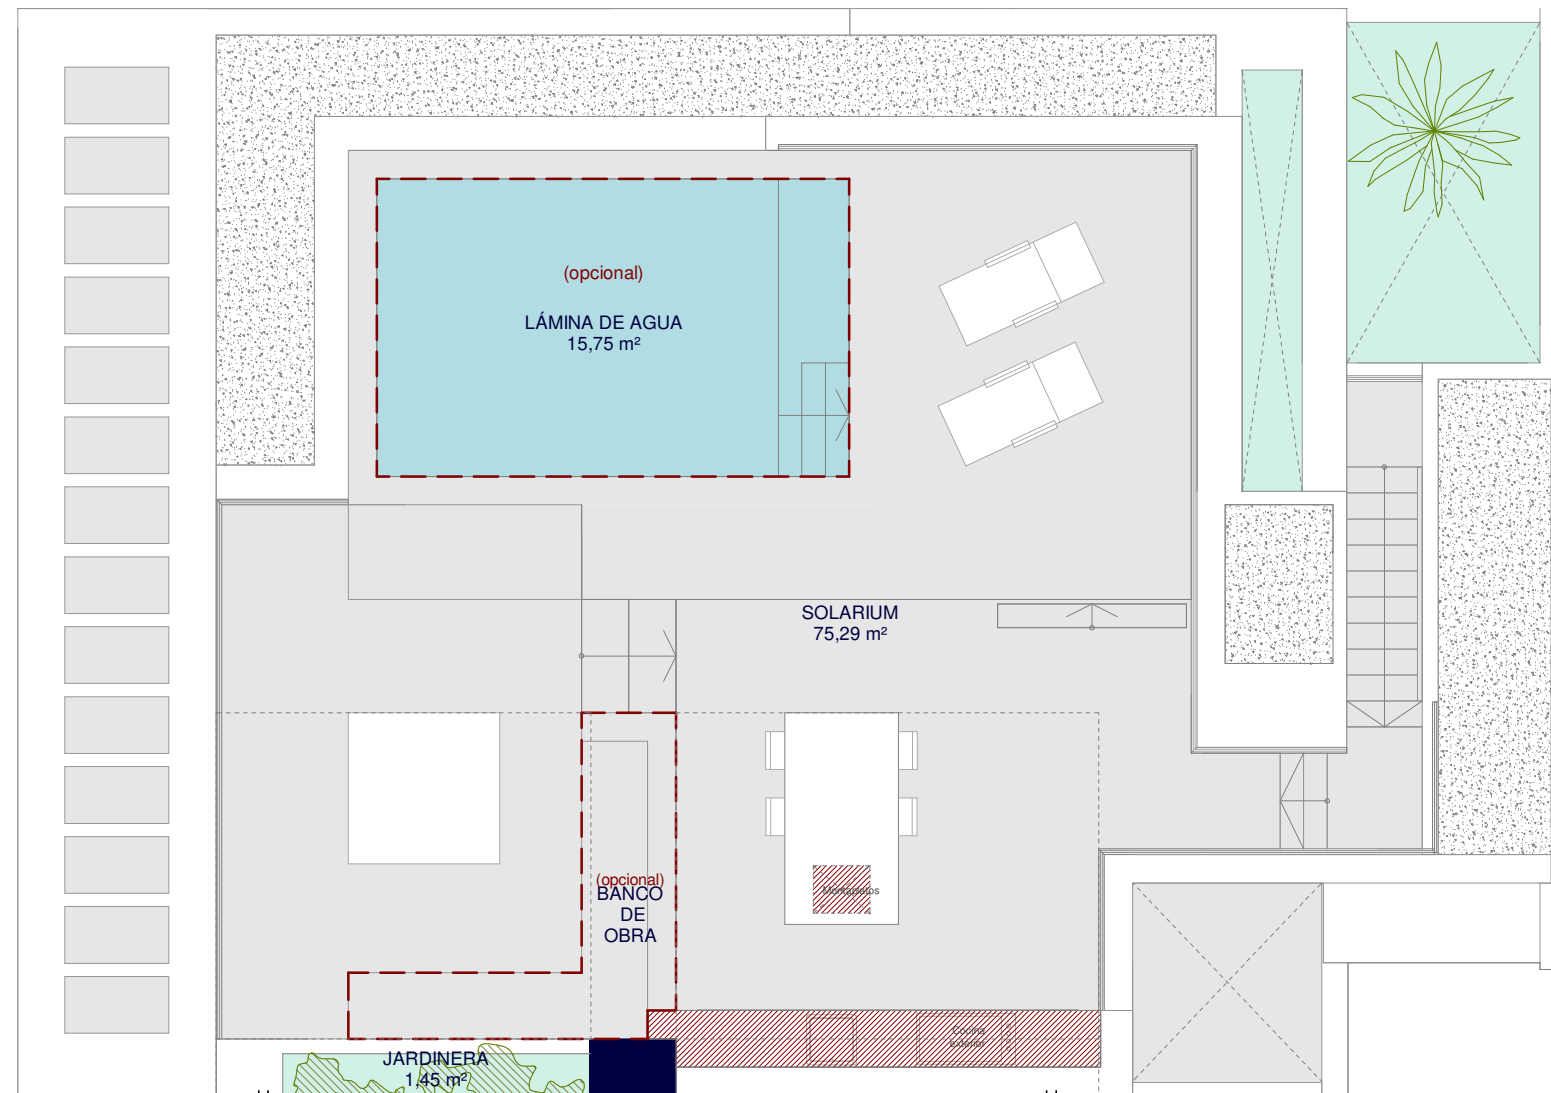 (opcional)
LÁMINA DE AGUA
15,75 m²
SOLARIUM
75,29 m²
(opcional)
BANCO
DE
OBRA
Montaplatos
Cocina
exterior
JARDINERA
1,45 m²